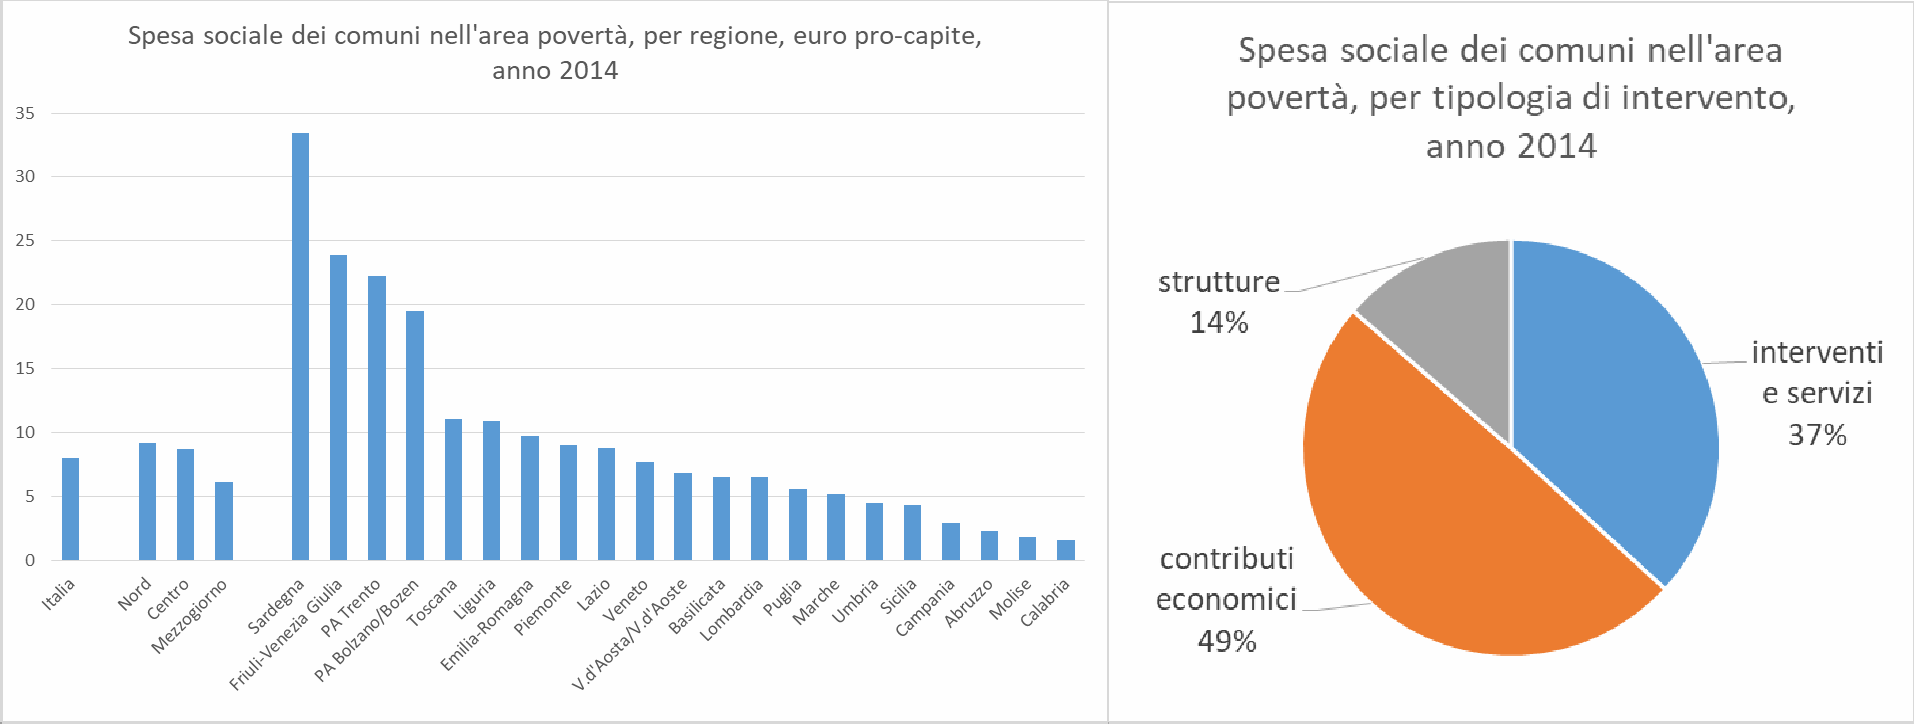 Spesa sociale dei comuni nell'area povertà, per regione, euro pro-capite,
anno 2014
35
30
25
20
15
10
5
0
Italia
Nord
Centro
Mezzogiorno
Sardegna
Friuli-Venezia Giulia
PA Trento
PA Bolzano/Bozen
Toscana
Liguria
Emilia-Romagna
Piemonte
Lazio
Veneto
V.d'Aosta/V.d'Aoste
Basilicata
Lombardia
Puglia
Marche
Umbria
Sicilia
Campania
Abruzzo
Molise
Calabria
Spesa sociale dei comuni nell'area
povertà, per tipologia di intervento,
anno 2014
strutture
14%
interventi
e servizi
37%
contributi
economici
49%